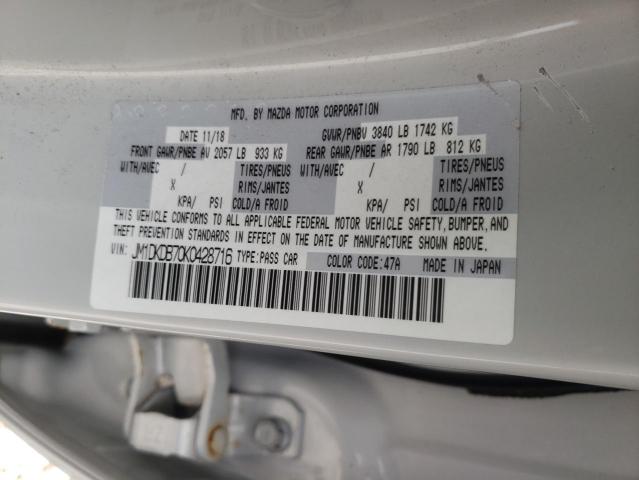 MFD. BY MAZDA MOTOR CORPORATION
DATE 11/18 GVWR/PNBV 3840 LB 1742 KG
FRONT GAWR/PNBE AV 2057 LB 933 KG REAR GAWR/PNBE AR 1790 LB 812 KG
WITH/AVEC / TIRES/PNEUS WITH/AVEC / TIRES/PNEUS
X RIMS/JANTES X RIMS/JANTES
KPA/ PSI COLD/A FROID KPA/ PSI COLD/A FROID
THIS VEHICLE CONFORMS TO ALL APPLICABLE FEDERAL MOTOR VEHICLE SAFETY, BUMPER, AND
THEFT PREVENTION STANDARDS IN EFFECT ON THE DATE OF MANUFACTURE SHOWN ABOVE.
VIN: JM1DKDB70K0428716 TYPE:PASS CAR COLOR CODE:47A MADE IN JAPAN